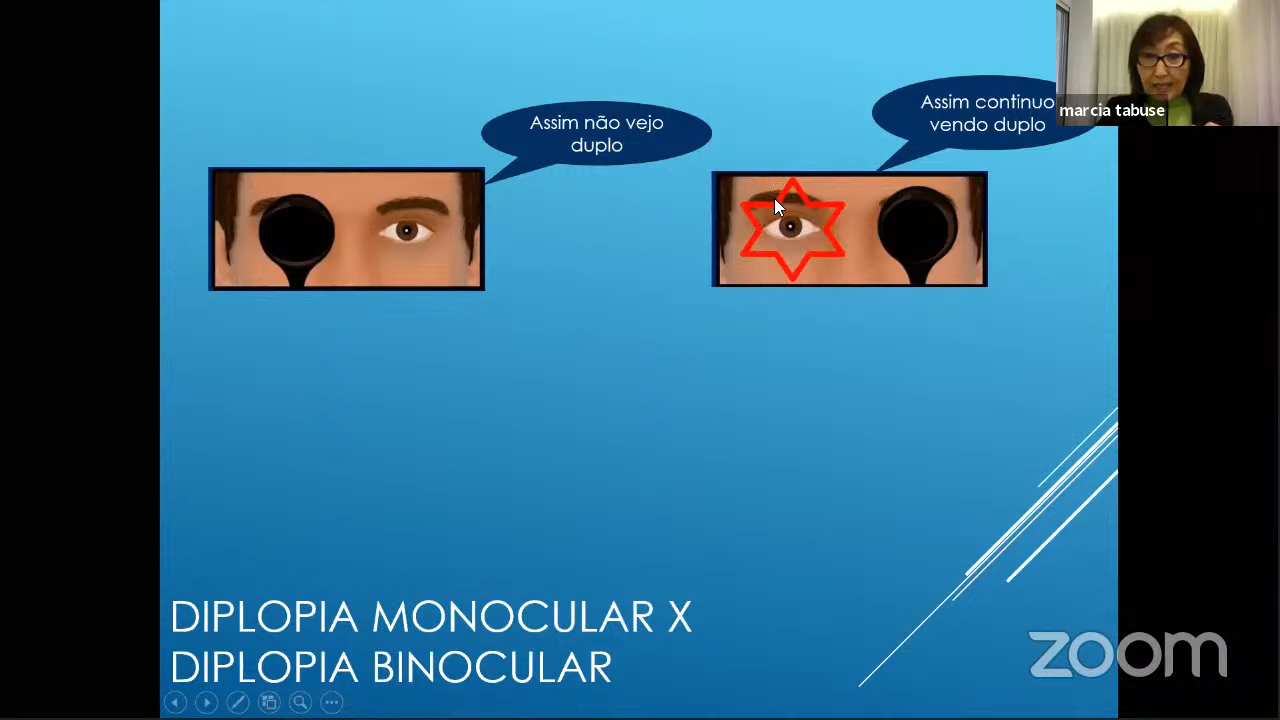 Assim não vejo
duplo
Assim continuo
vendo duplo
marcia tabuse
DIPLOPIA MONOCULAR X
DIPLOPIA BINOCULAR
zoom